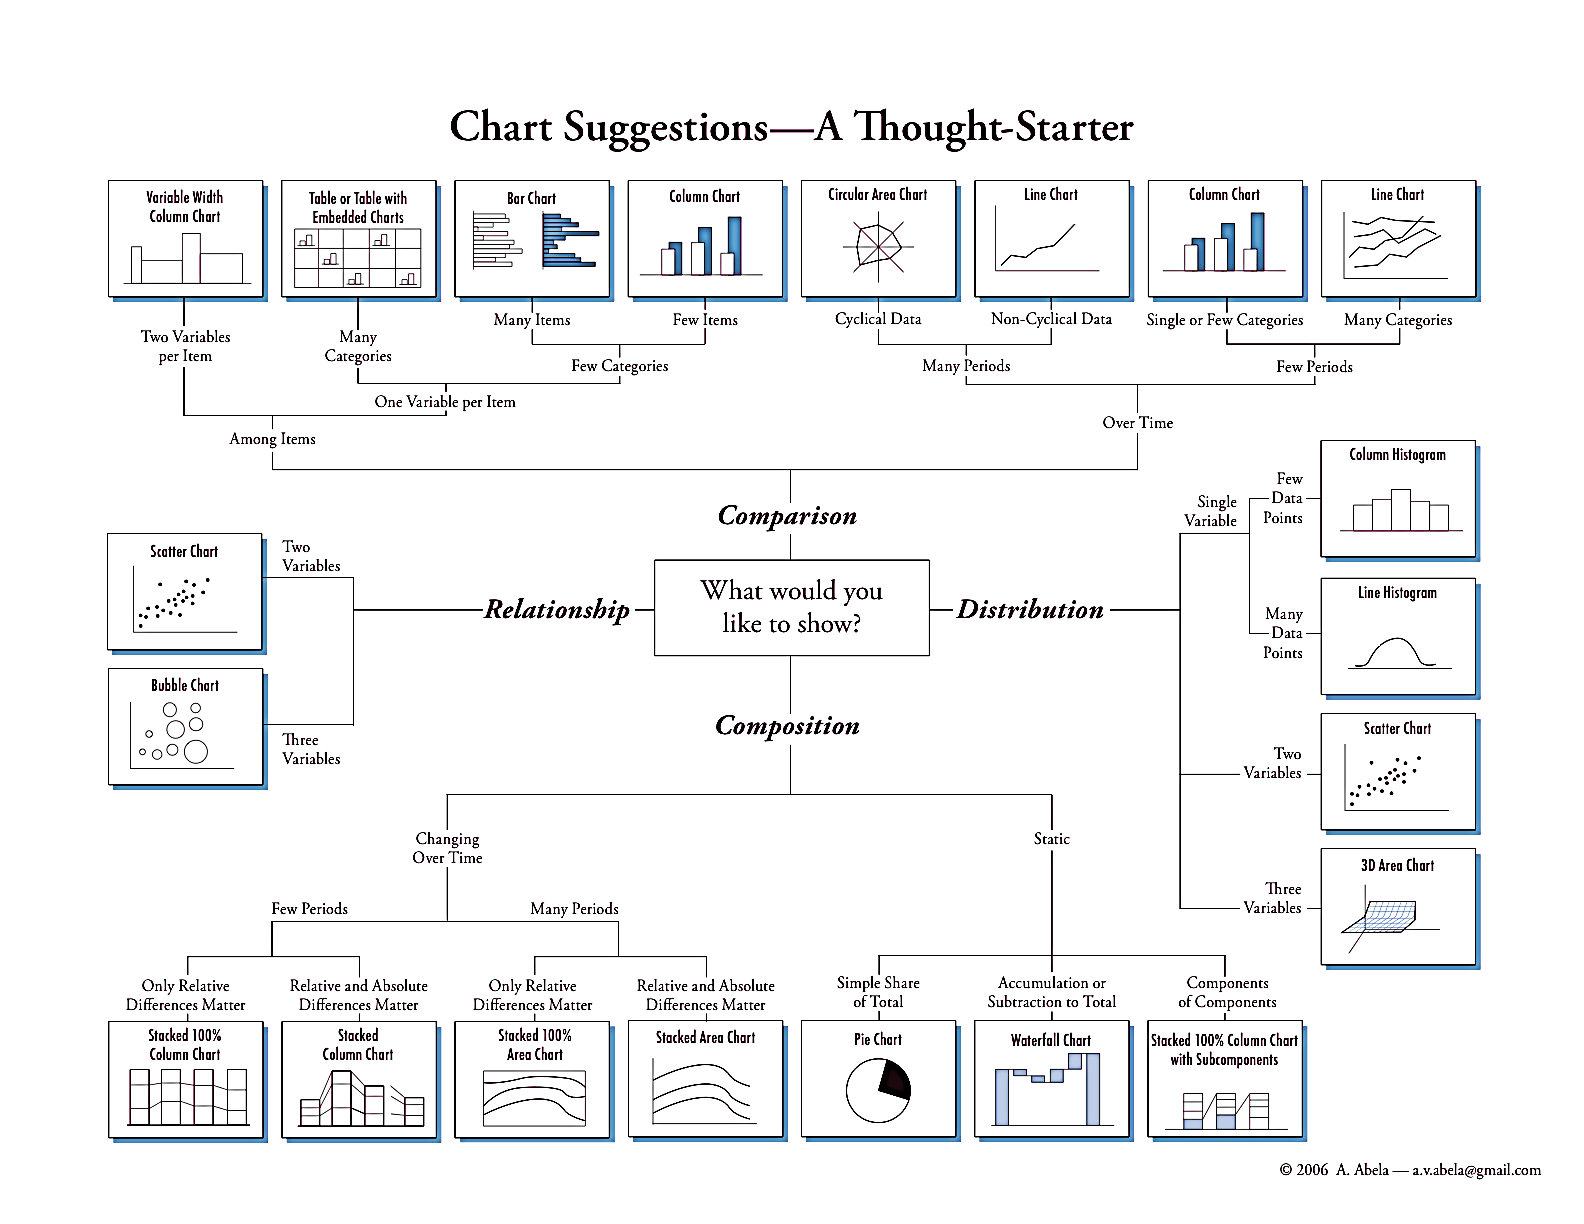 Chart Suggestions—A Thought-Starter
Variable Width
Column Chart
Table or Table with
Embedded Charts
Bar Chart
Column Chart
Circular Area Chart
Line Chart
Column Chart
Line Chart
Two Variables
per Item
Many
Categories
Many Items
Few Items
Cyclical Data
Non-Cyclical Data
Single or Few Categories
Many Categories
Few Categories
Many Periods
Few Periods
One Variable per Item
Among Items
Over Time
Comparison
What would you
like to show?
Relationship
Two
Variables
Scatter Chart
Three
Variables
Bubble Chart
Distribution
Single
Variable
Few
Data
Points
Column Histogram
Many
Data
Points
Line Histogram
Two
Variables
Scatter Chart
Three
Variables
3D Area Chart
Composition
Changing
Over Time
Static
Few Periods
Many Periods
Only Relative
Differences Matter
Relative and Absolute
Differences Matter
Only Relative
Differences Matter
Relative and Absolute
Differences Matter
Simple Share
of Total
Accumulation or
Subtraction to Total
Components
of Components
Stacked 100%
Column Chart
Stacked
Column Chart
Stacked 100%
Area Chart
Stacked Area Chart
Pie Chart
Waterfall Chart
Stacked 100% Column Chart
with Subcomponents
© 2006 A. Abela — a.v.abela@gmail.com